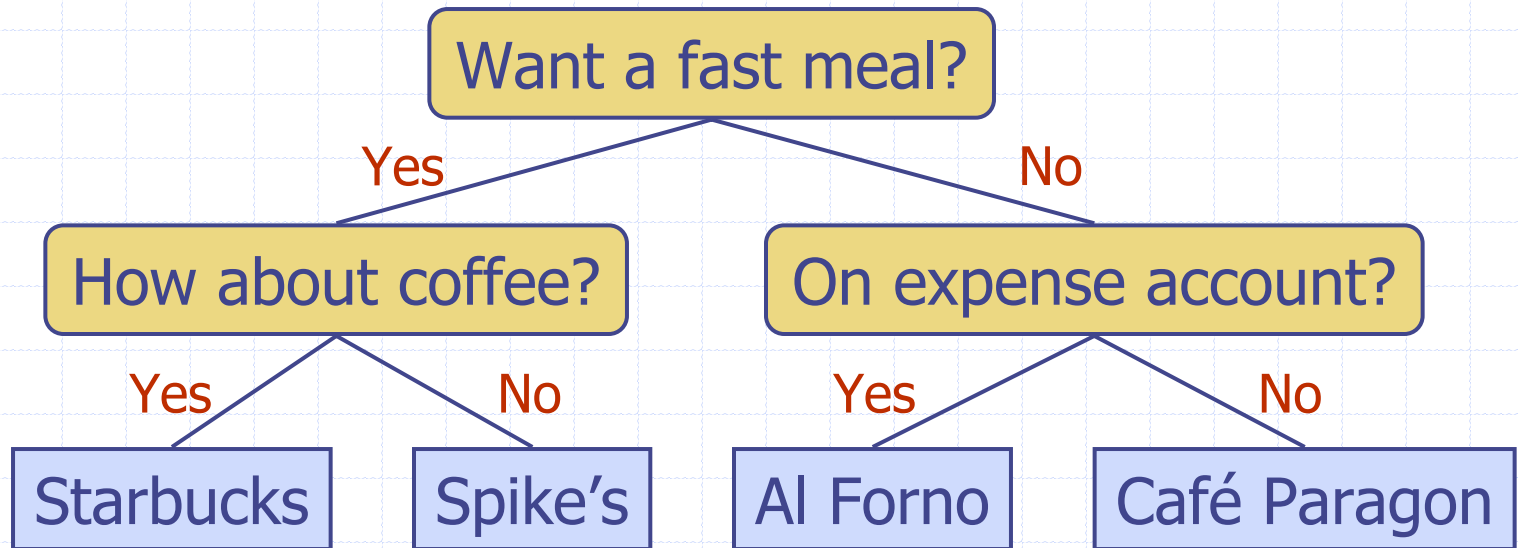 Want a fast meal?
Yes
No
How about coffee?
On expense account?
Yes
No
Yes
No
Starbucks
Spike’s
Al Forno
Café Paragon